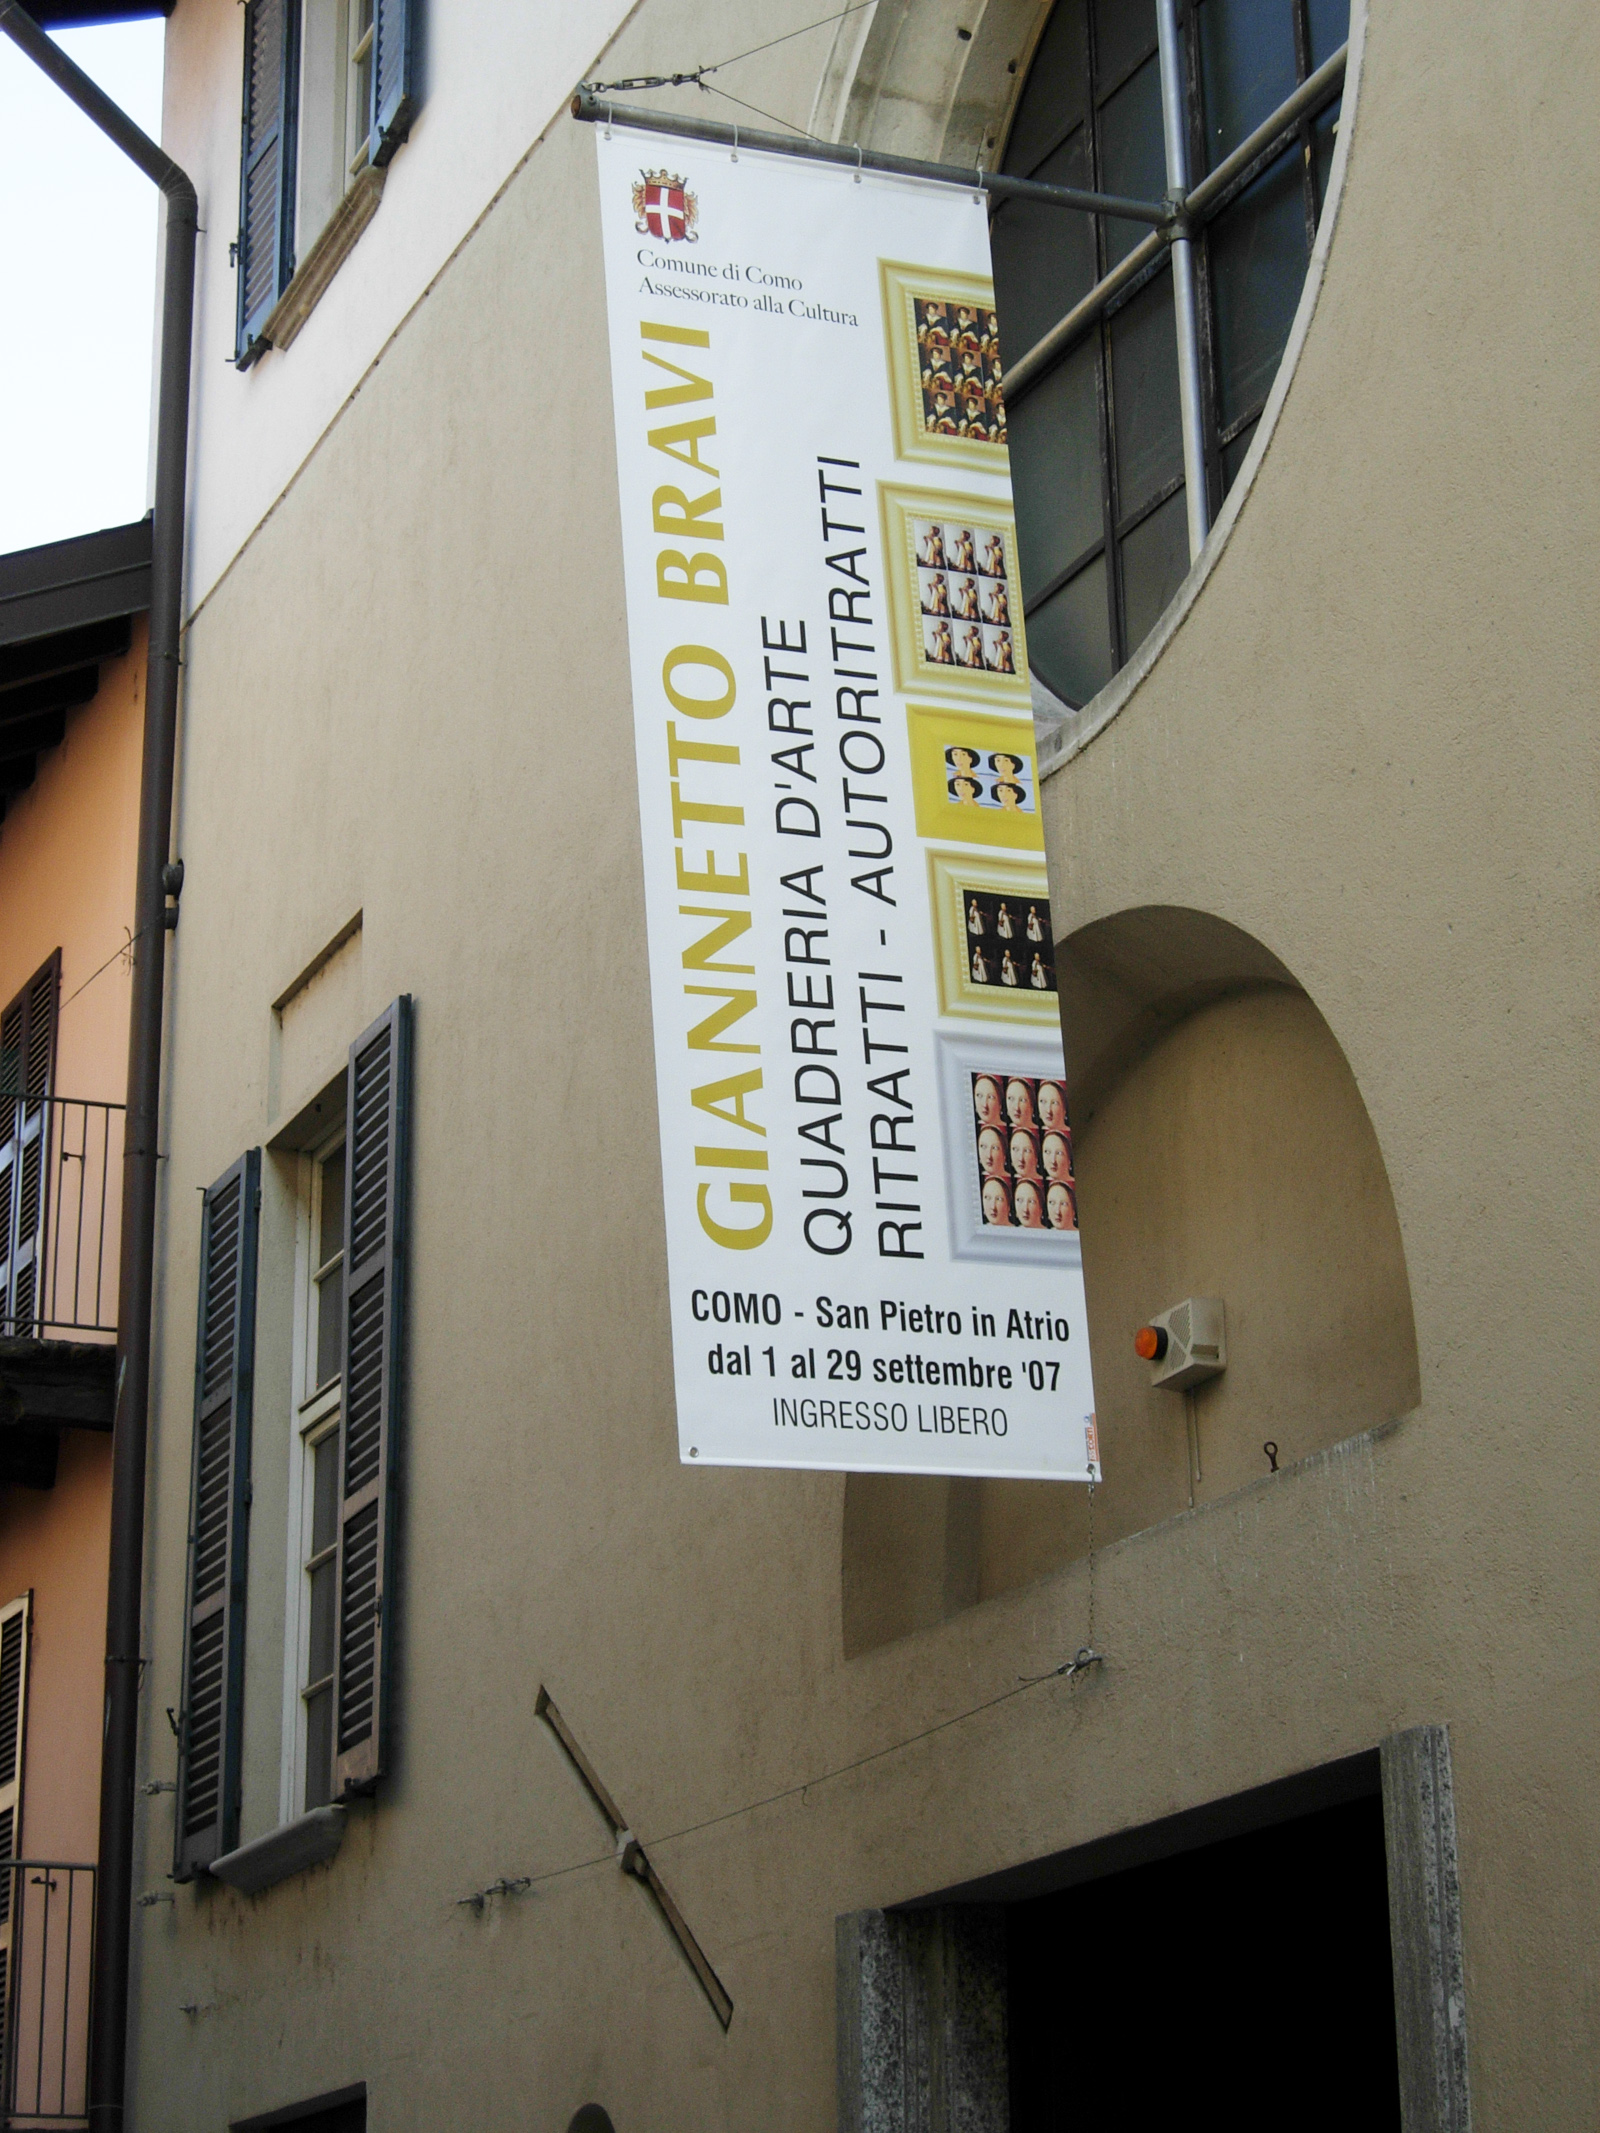 Comune di Como
Assessorato alla Cultura
GIANNETTO BRAVI
QUADRERIA D'ARTE
RITRATTI - AUTORITRATTI
COMO - San Pietro in Atrio
dal 1 al 29 settembre '07
INGRESSO LIBERO